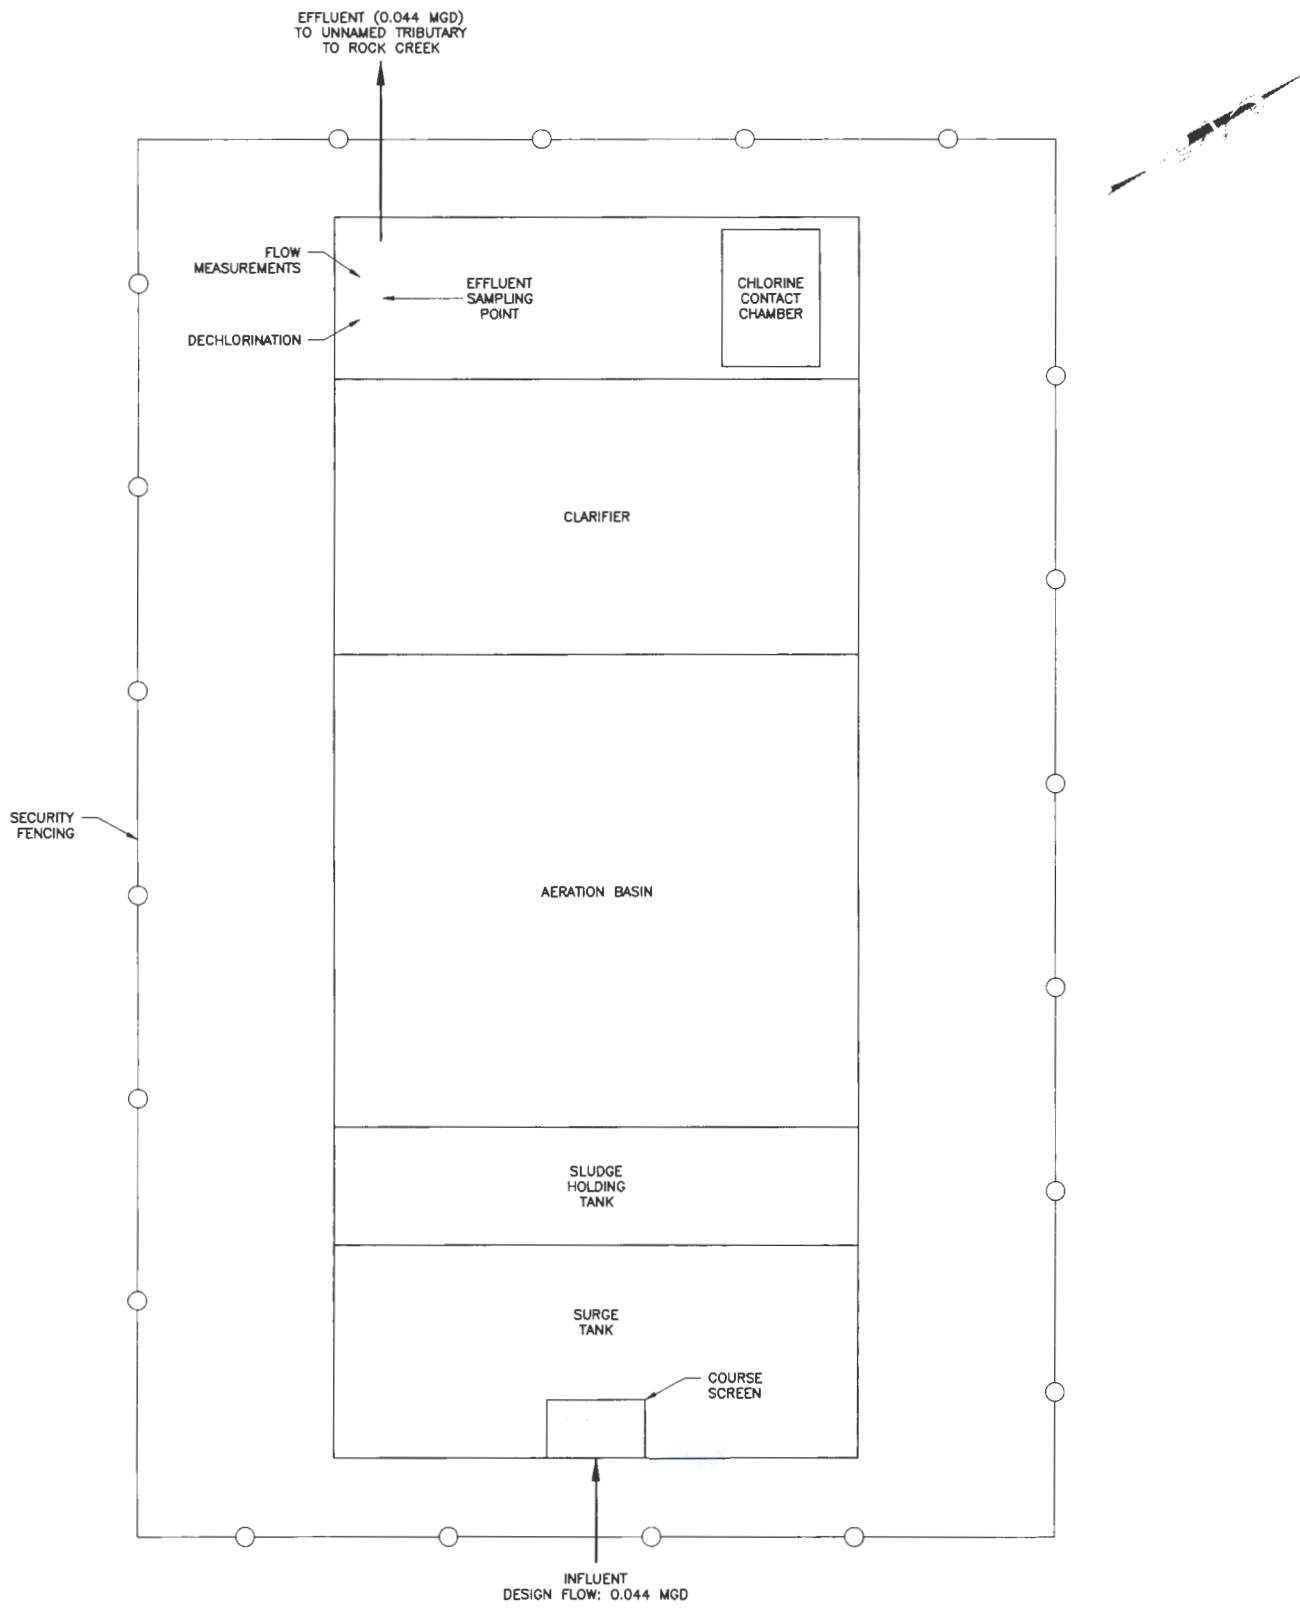 EFFLUENT (0.044 MGD)
TO UNNAMED TRIBUTARY
TO ROCK CREEK
FLOW
MEASUREMENTS
EFFLUENT
SAMPLING
POINT
CHLORINE
CONTACT
CHAMBER
DECHLORINATION
CLARIFIER
SECURITY
FENCING
AERATION BASIN
SLUDGE
HOLDING
TANK
SURGE
TANK
COURSE
SCREEN
INFLUENT
DESIGN FLOW: 0.044 MGD